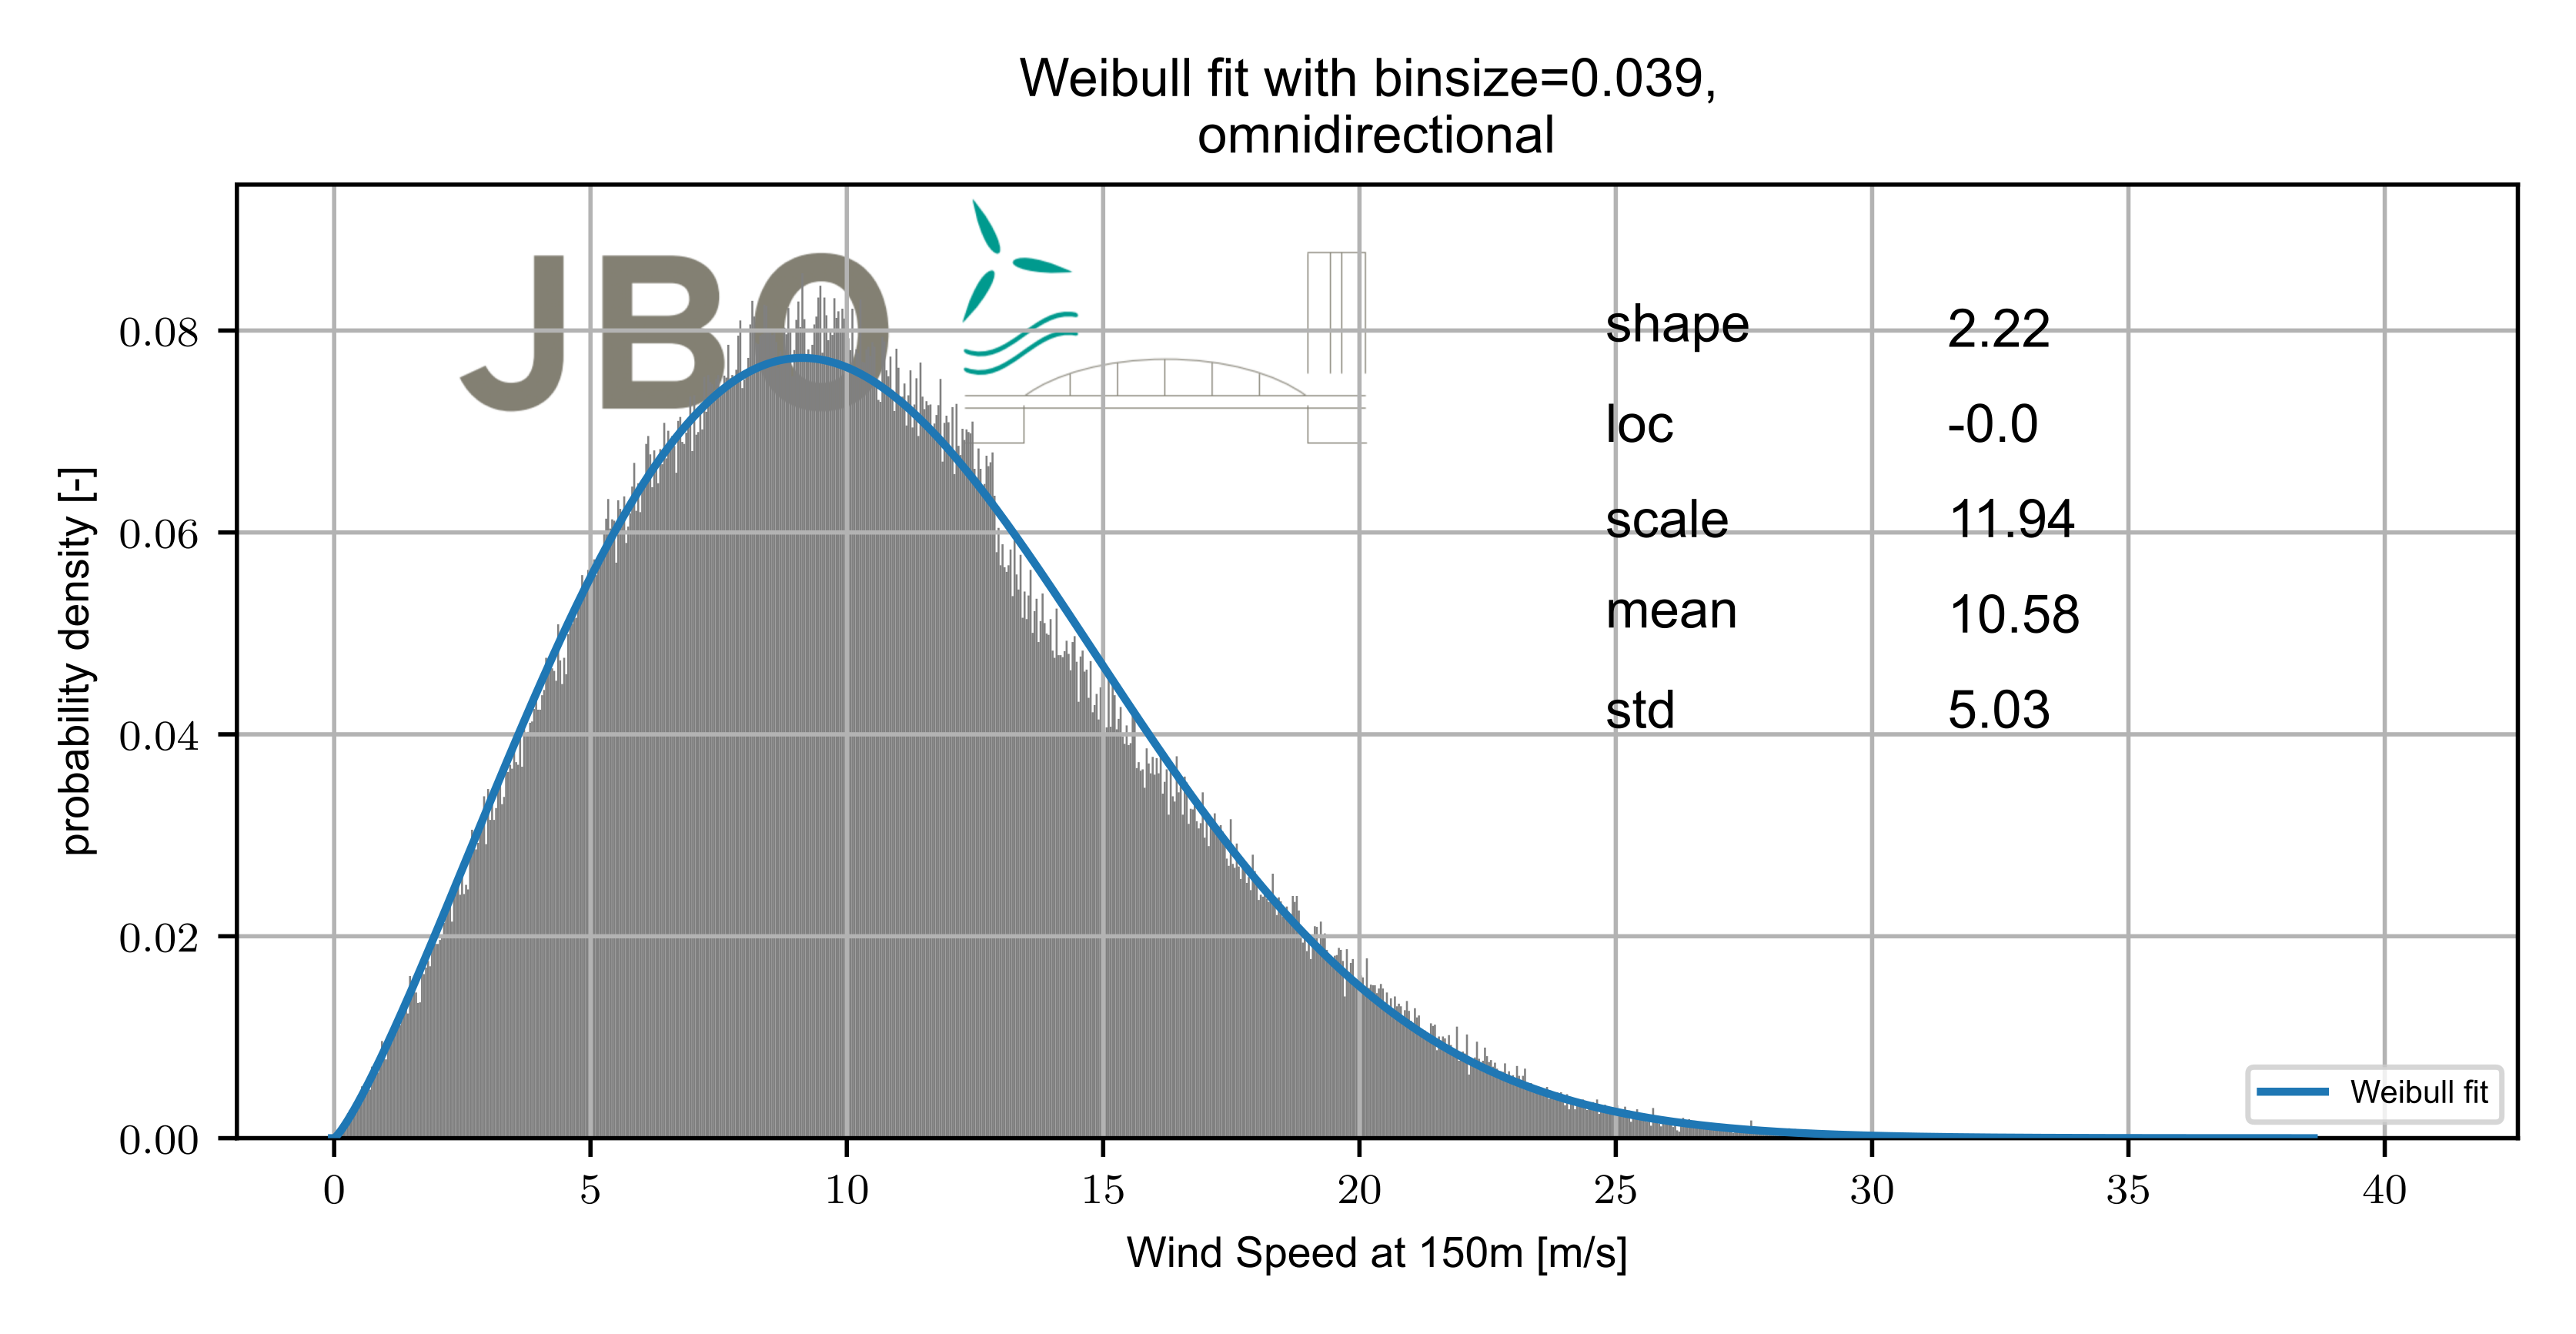 Weibull fit with binsize=0.039,
omnidirectional
JBO
shape 2.22
loc -0.0
scale 11.94
mean 10.58
std 5.03
probability density [-]
0.08
0.06
0.04
0.02
0.00
Weibull fit
0 5 10 15 20 25 30 35 40
Wind Speed at 150m [m/s]